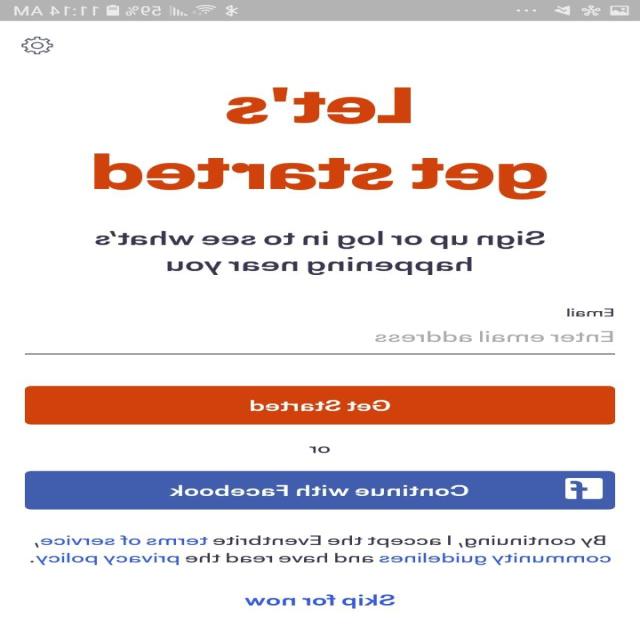 59% 11:14 AM
Let's
get started
Sign up or log in to see what's
happening near you
Email
Enter email address
Get Started
or
f Continue with Facebook
By continuing, I accept the Eventbrite terms of service,
community guidelines and have read the privacy policy.
Skip for now